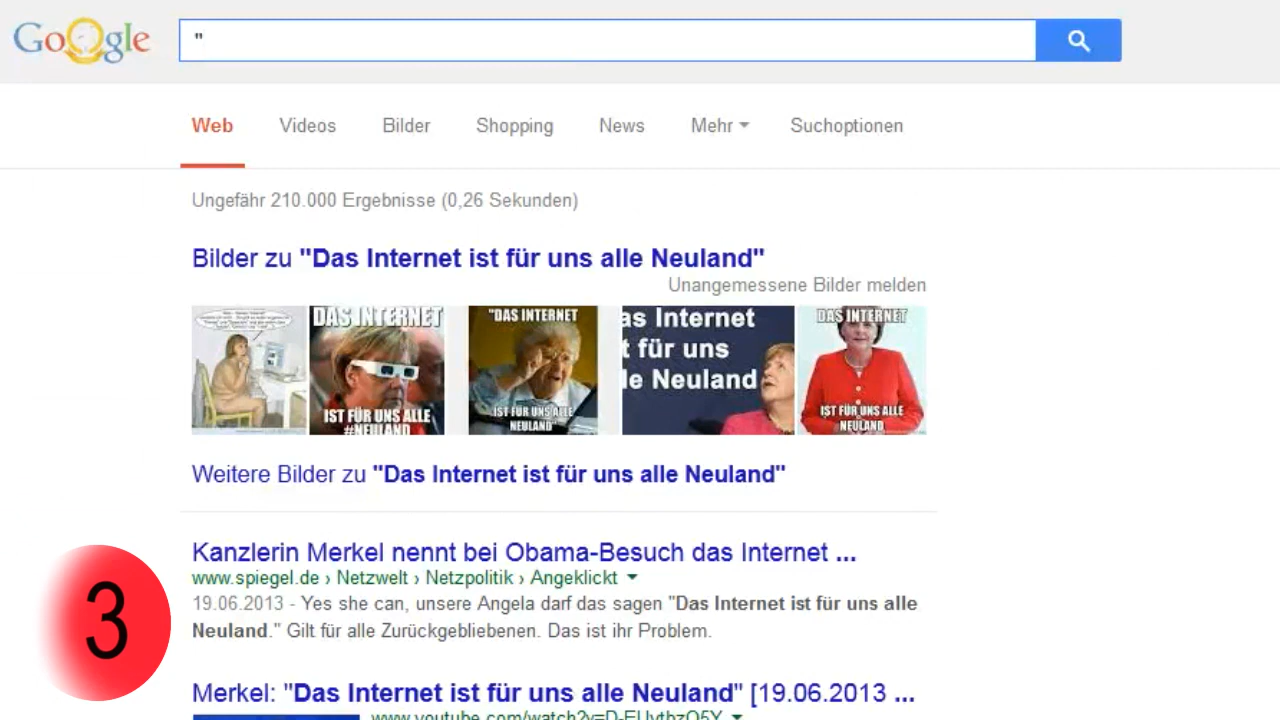 Google
"
Web Videos Bilder Shopping News Mehr Suchoptionen
Ungefähr 210.000 Ergebnisse (0,26 Sekunden)
Bilder zu "Das Internet ist für uns alle Neuland"
Unangemessene Bilder melden
DAS INTERNET
IST FÜR UNS ALLE
#NEULAND
"DAS INTERNET
IST FÜR UNS ALLE
NEULAND"
as Internet
t für uns
le Neuland
DAS INTERNET
IST FÜR UNS ALLE
NEULAND
Weitere Bilder zu "Das Internet ist für uns alle Neuland"
Kanzlerin Merkel nennt bei Obama-Besuch das Internet ...
www.spiegel.de › Netzwelt › Netzpolitik › Angeklickt
19.06.2013 - Yes she can, unsere Angela darf das sagen "Das Internet ist für uns alle
Neuland." Gilt für alle Zurückgebliebenen. Das ist ihr Problem.
3
Merkel: "Das Internet ist für uns alle Neuland" [19.06.2013 ...